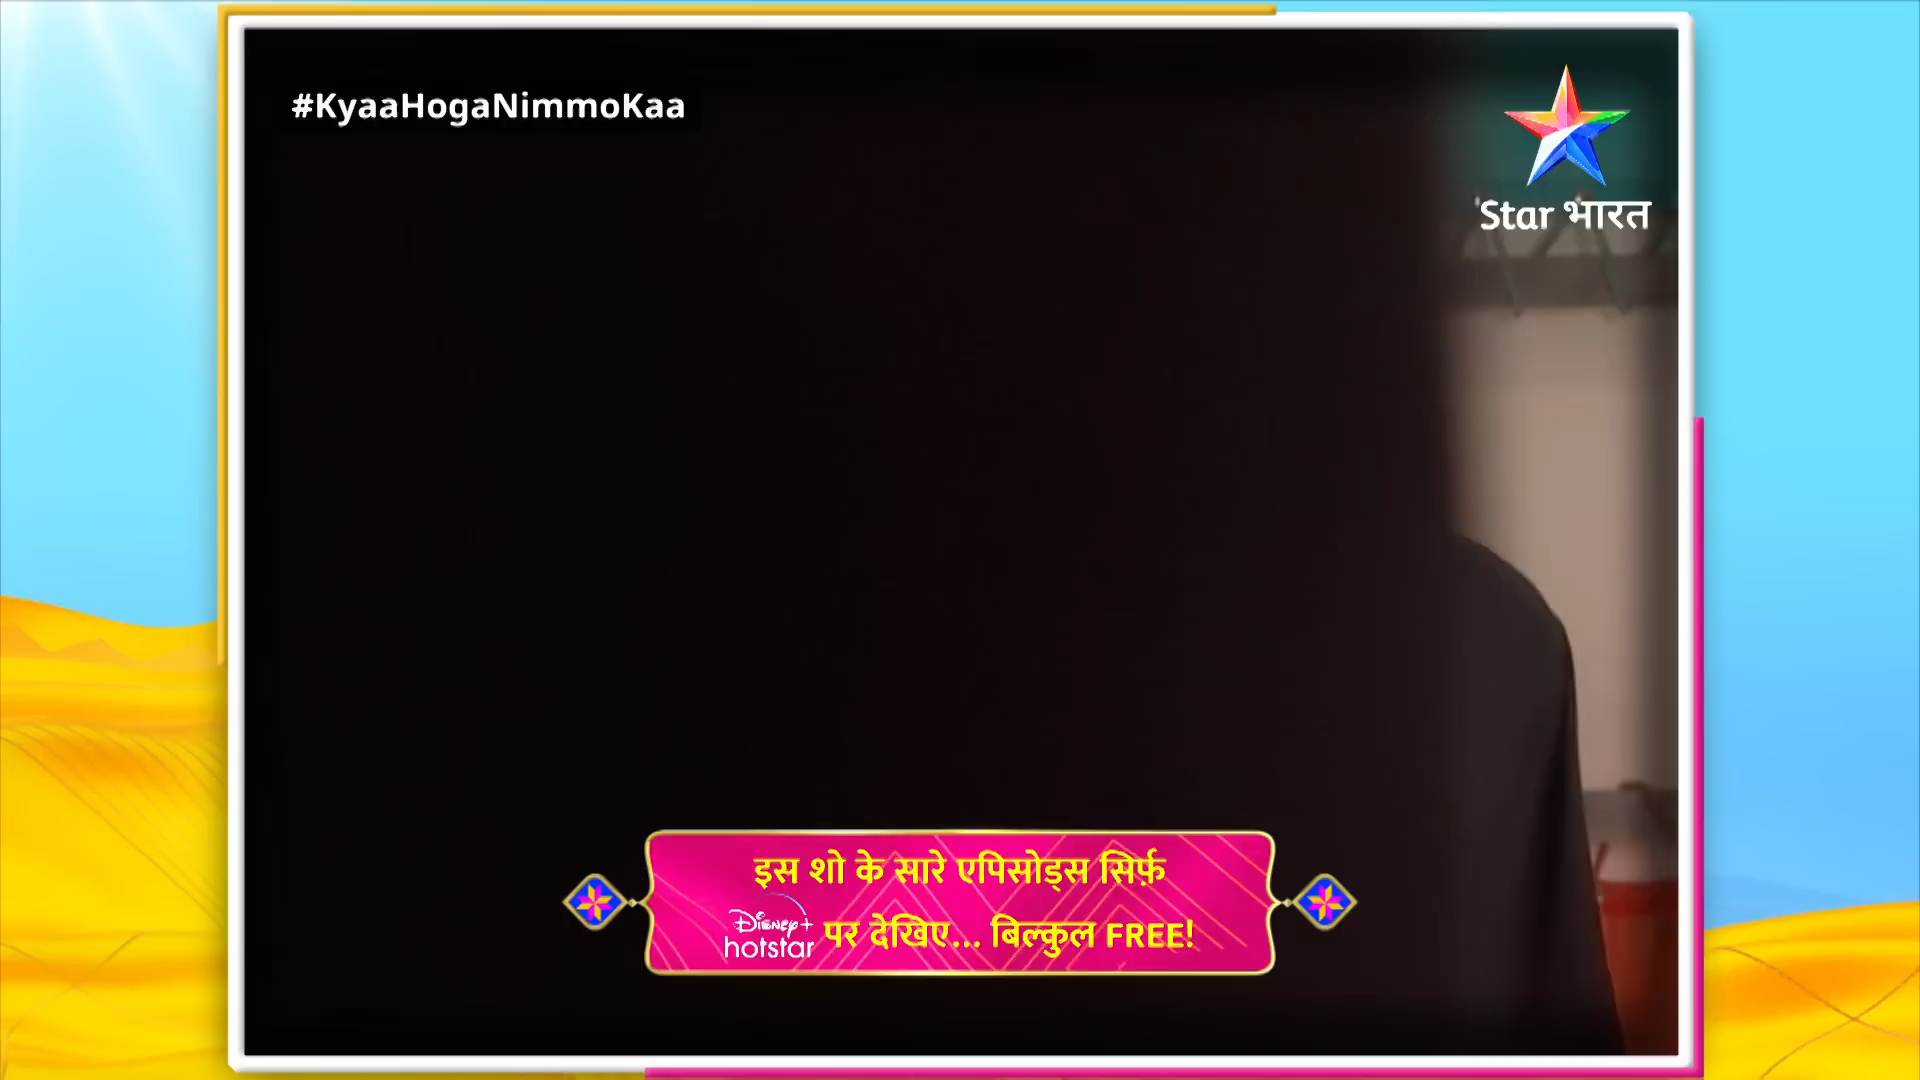 #KyaaHogaNimmoKaa
Star भारत
इस शो के सारे एपिसोड्स सिर्फ़
Disney+ hotstar पर देखिए... बिल्कुल FREE!